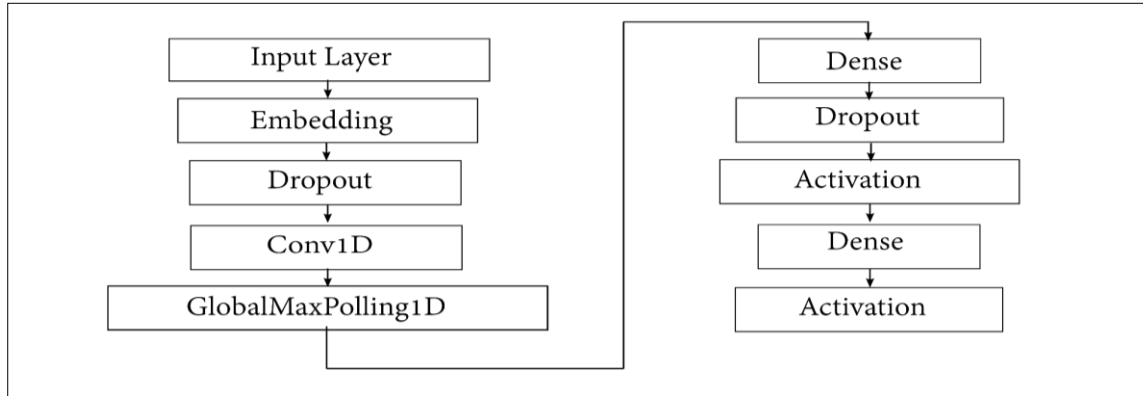 Input Layer
Embedding
Dropout
Conv1D
GlobalMaxPolling1D
Dense
Dropout
Activation
Dense
Activation